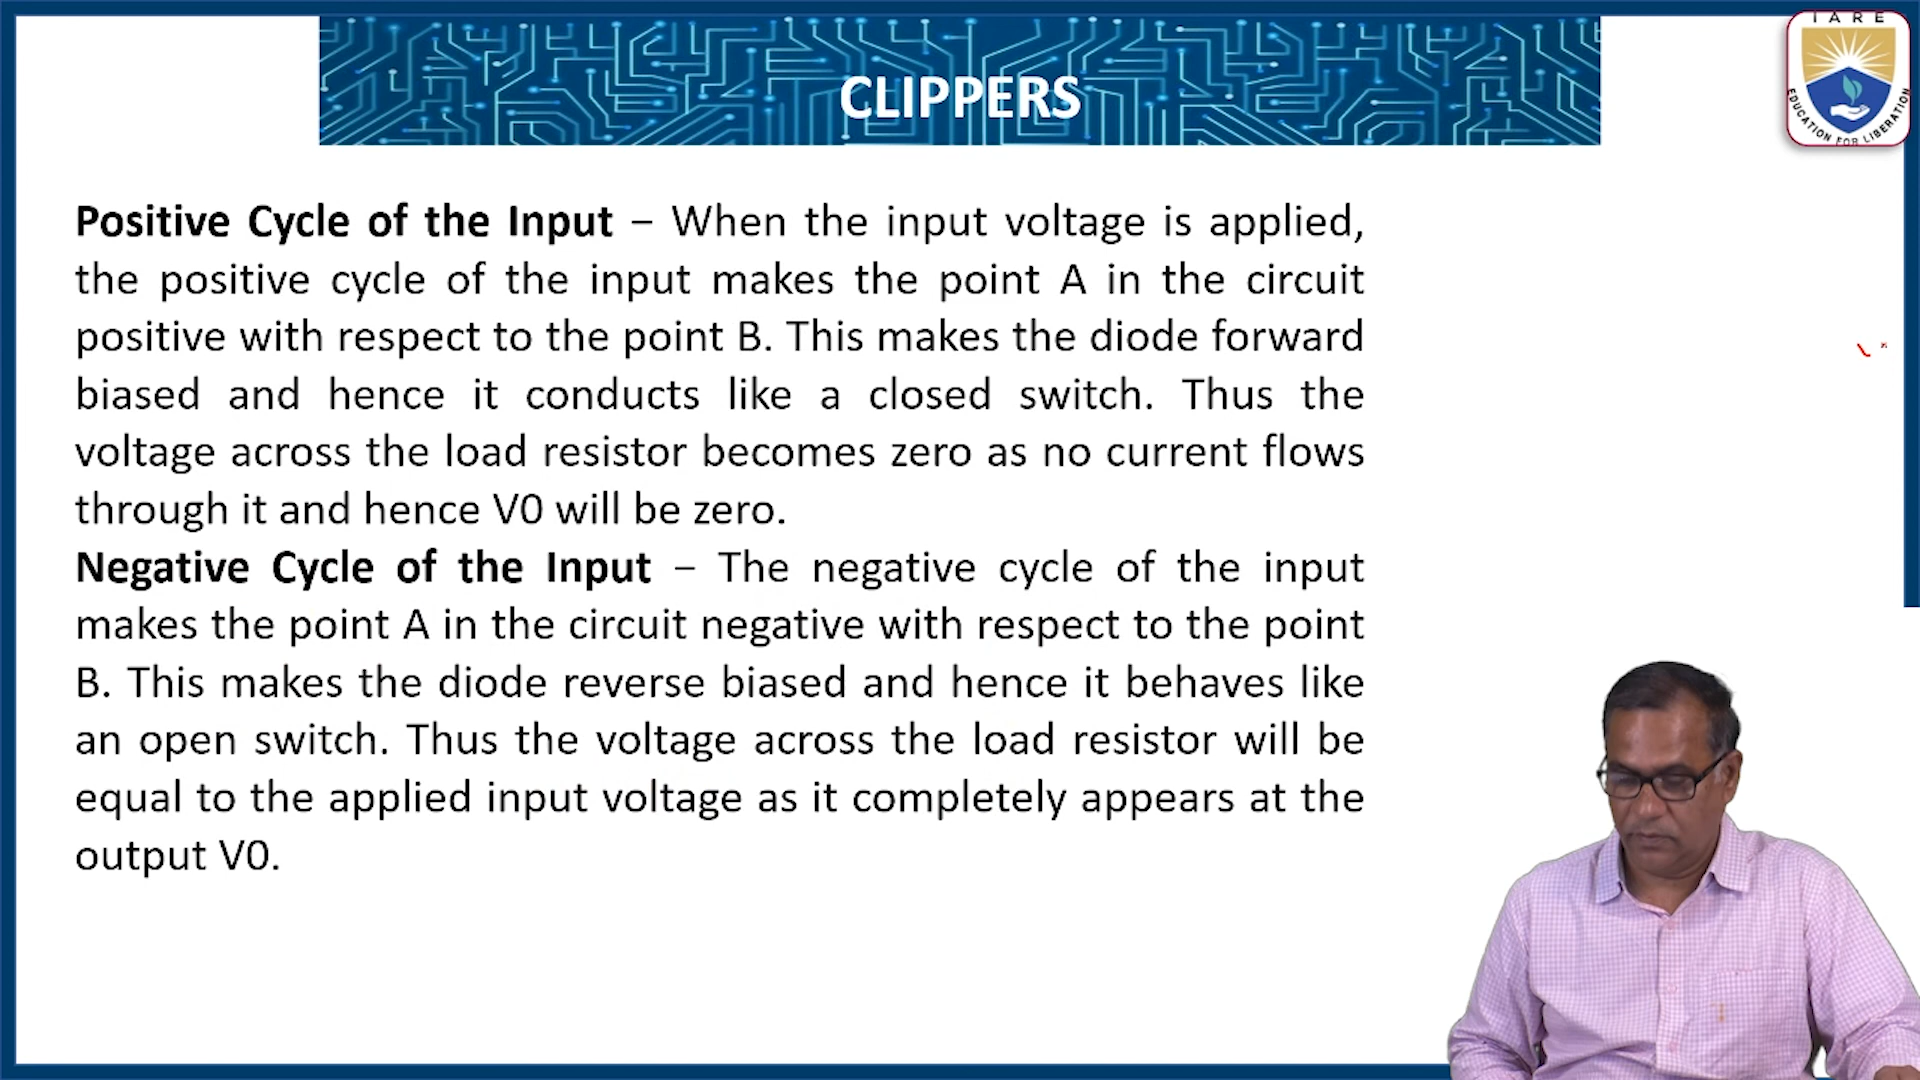 CLIPPERS
IARE
EDUCATION FOR LIBERATION
Positive Cycle of the Input – When the input voltage is applied,
the positive cycle of the input makes the point A in the circuit
positive with respect to the point B. This makes the diode forward
biased and hence it conducts like a closed switch. Thus the
voltage across the load resistor becomes zero as no current flows
through it and hence V0 will be zero.
Negative Cycle of the Input – The negative cycle of the input
makes the point A in the circuit negative with respect to the point
B. This makes the diode reverse biased and hence it behaves like
an open switch. Thus the voltage across the load resistor will be
equal to the applied input voltage as it completely appears at the
output V0.